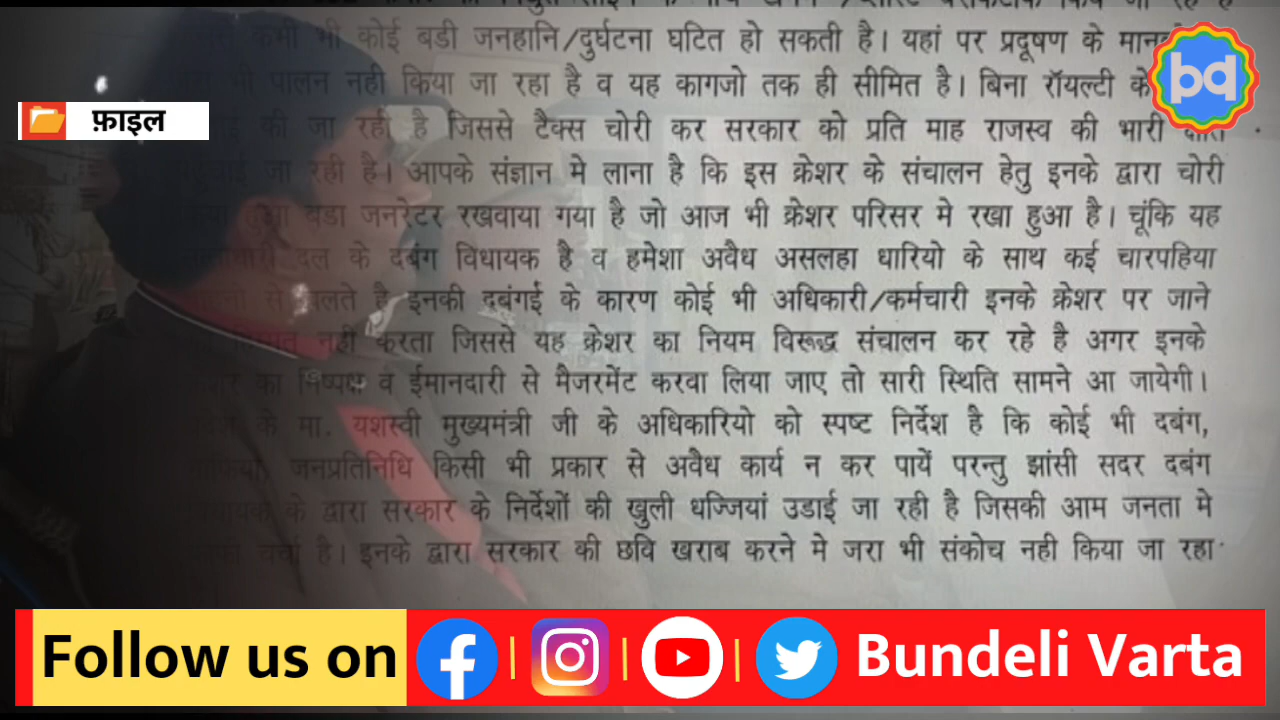 कोई बडी जनहानि/दुर्घटना घटित हो सकती है। यहां पर प्रदूषण के
पालन नही किया जा रहा है व यह कागजो तक ही सीमित है। बिना रॉयल्टी
bd
फ़ाइल
की जा रही है जिससे टैक्स चोरी कर सरकार को प्रति माह राजस्व की भारी
जा रही है। आपके संज्ञान मे लाना है कि इस क्रेशर के संचालन हेतु इनके द्वारा चोरी
बडा जनरेटर रखवाया गया है जो आज भी क्रेशर परिसर मे रखा हुआ है। चूंकि यह
दल के दबंग विधायक है व हमेशा अवैध असलहा धारियो के साथ कई चारपहिया
से चलते है इनकी दबंगई के कारण कोई भी अधिकारी/कर्मचारी इनके क्रेशर पर जाने
नही करता जिससे यह क्रेशर का नियम विरूद्ध संचालन कर रहे है अगर इनके
का निष्पक्ष व ईमानदारी से मैजरमेंट करवा लिया जाए तो सारी स्थिति सामने आ जायेगी।
के मा. यशस्वी मुख्यमंत्री जी के अधिकारियो को स्पष्ट निर्देश है कि कोई भी दबंग,
जनप्रतिनिधि किसी भी प्रकार से अवैध कार्य न कर पायें परन्तु झांसी सदर दबंग
के द्वारा सरकार के निर्देशों की खुली धज्जियां उडाई जा रही है जिसकी आम जनता मे
चर्चा है। इनके द्वारा सरकार की छवि खराब करने मे जरा भी संकोच नही किया जा रहा
Follow us on Bundeli Varta